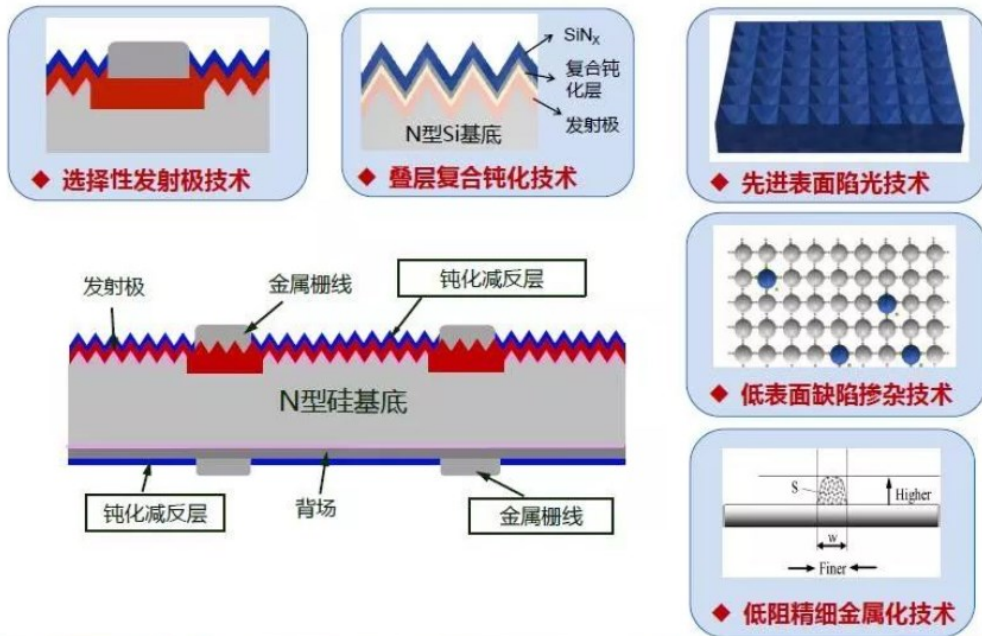 SiNX
复合钝
化层
发射极
N型Si基底
◆ 选择性发射极技术
◆ 叠层复合钝化技术
◆ 先进表面陷光技术
发射极
金属栅线
钝化减反层
N型硅基底
钝化减反层
背场
金属栅线
◆ 低表面缺陷掺杂技术
S
Higher
w
Finer
◆ 低阻精细金属化技术